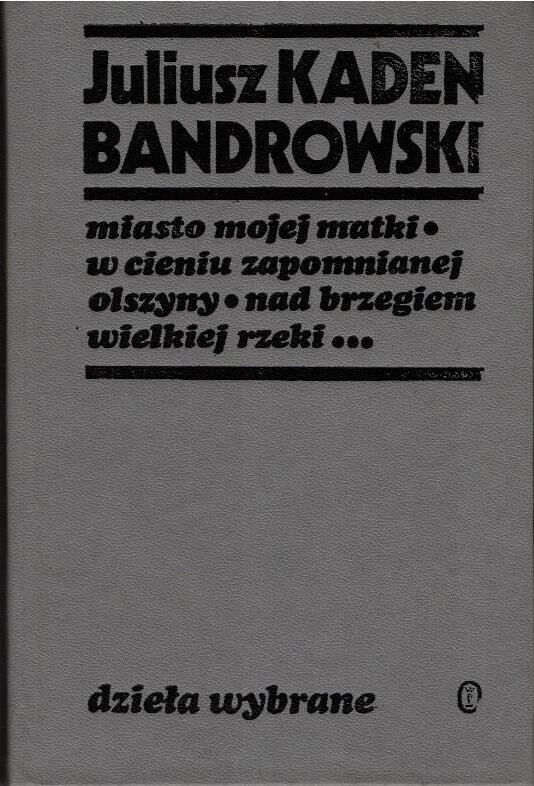 Juliusz KADEN
BANDROWSKI
miasto mojej matki •
w cieniu zapomnianej
olszyny • nad brzegiem
wielkiej rzeki •••
dzieła wybrane